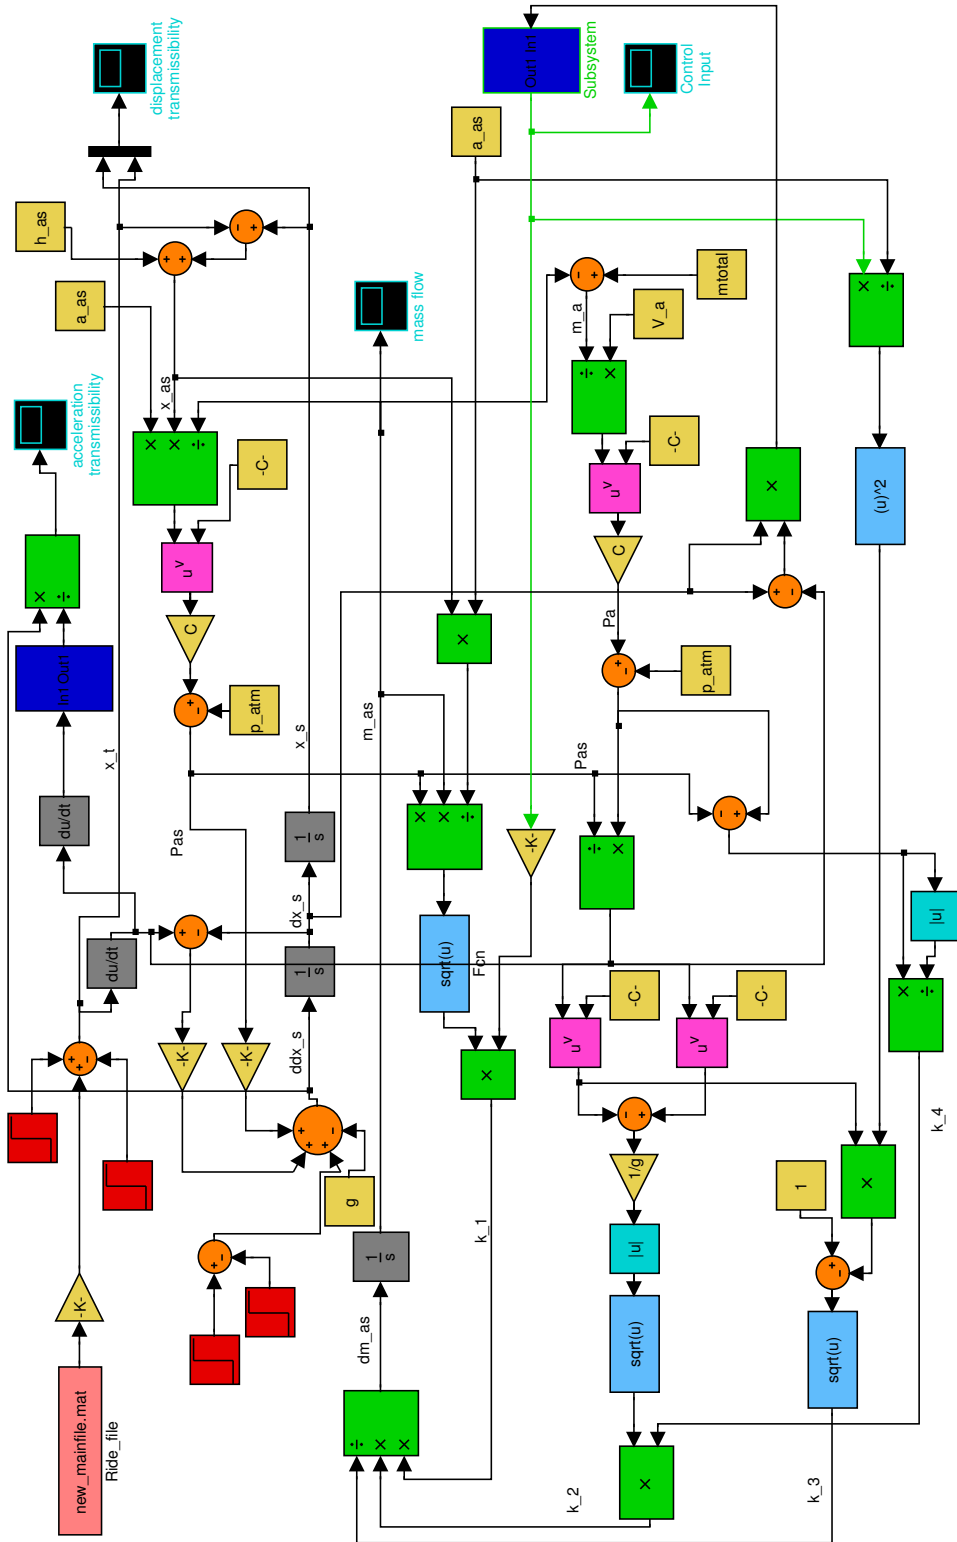 new_mainfile.mat
Ride_file
-K-
du/dt
du/dt
In1 Out1
×
÷
acceleration
transmissibility
h_as
a_as
displacement
transmissibility
x_t
-K-
-K-
Pas
p_atm
C
u^v
-C-
×
×
÷
x_as
ddx_s
1
s
dx_s
1
s
x_s
g
dm_as
1
s
m_as
mass flow
÷
×
×
k_1
sqrt(u)
Fcn
×
×
÷
×
×
-K-
a_as
Out1 In1
Subsystem
Control
Input
k_2
u^v
-C-
u^v
-C-
1/g
|u|
sqrt(u)
×
÷
×
Pas
Pa
p_atm
C
u^v
-C-
÷
×
m_a
V_a
mtotal
×
k_3
sqrt(u)
1
×
(u)^2
×
÷
k_4
×
÷
|u|